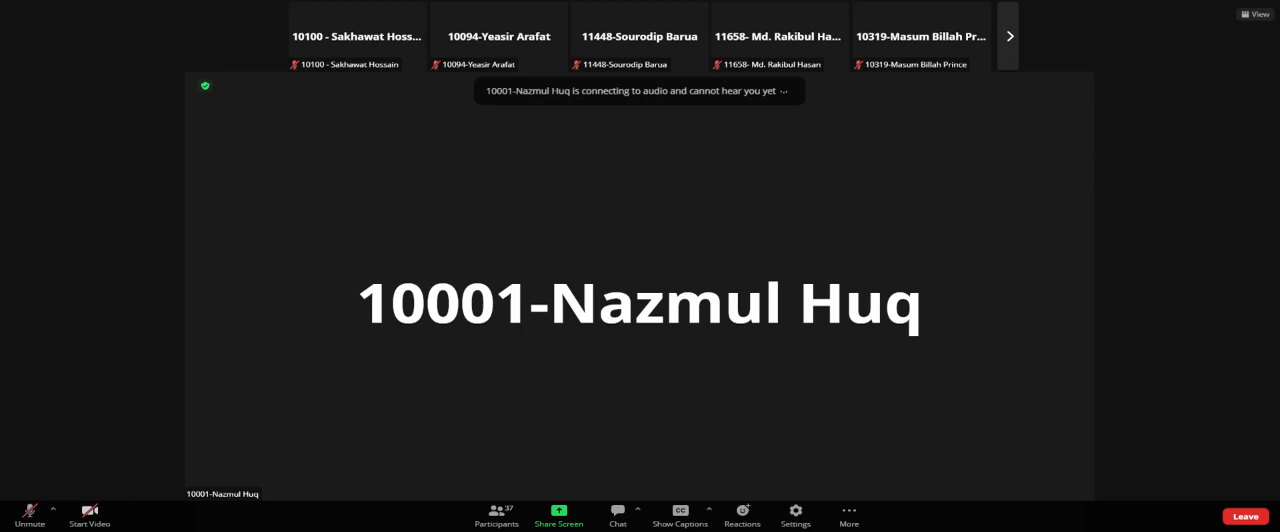 10100 - Sakhawat Hoss...
10094-Yeasir Arafat
11448-Sourodip Barua
11658- Md. Rakibul Ha...
10319-Masum Billah Pr...
View
10100 - Sakhawat Hossain
10094-Yeasir Arafat
11448-Sourodip Barua
11658- Md. Rakibul Hasan
10319-Masum Billah Prince
10001-Nazmul Huq is connecting to audio and cannot hear you yet
10001-Nazmul Huq
10001-Nazmul Huq
Unmute
Start Video
37
Participants
Share Screen
Chat
CC
Show Captions
Reactions
Settings
More
Leave